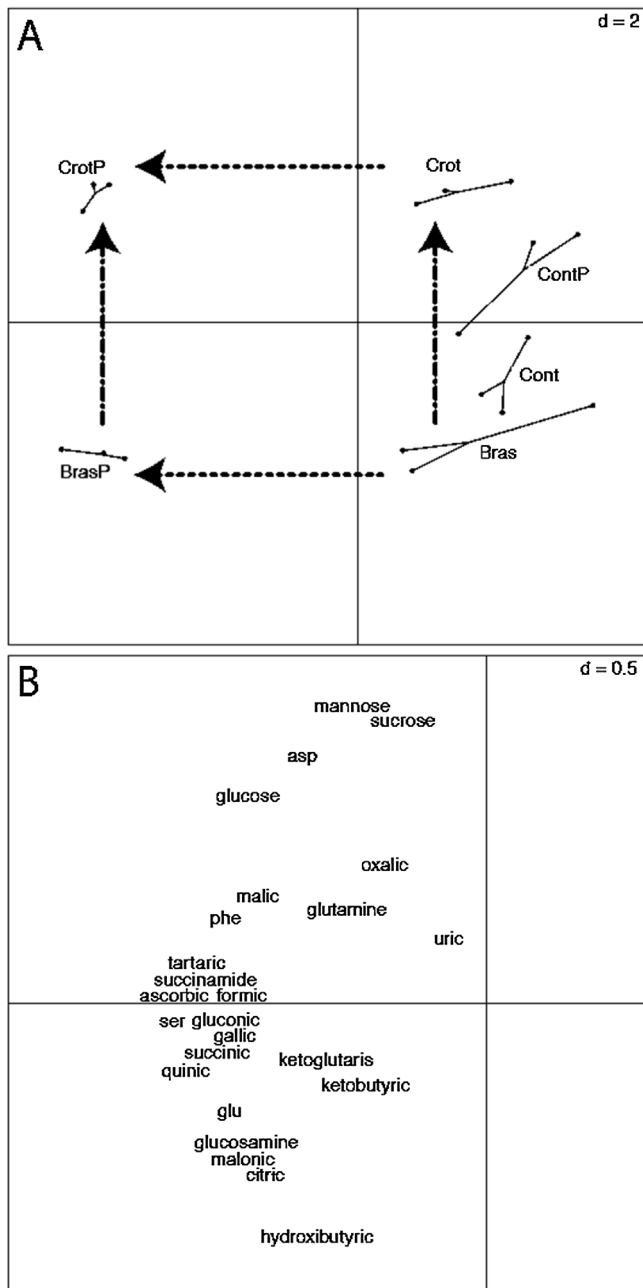 A
d = 2
CrotP
Crot
ContP
Cont
Bras
BrasP
B
d = 0.5
mannose
sucrose
asp
glucose
oxalic
malic
glutamine
phe
uric
tartaric
succinamide
ascorbic formic
ser gluconic
gallic
succinic
ketoglutaris
quinic
ketobutyric
glu
glucosamine
malonic
citric
hydroxibutyric